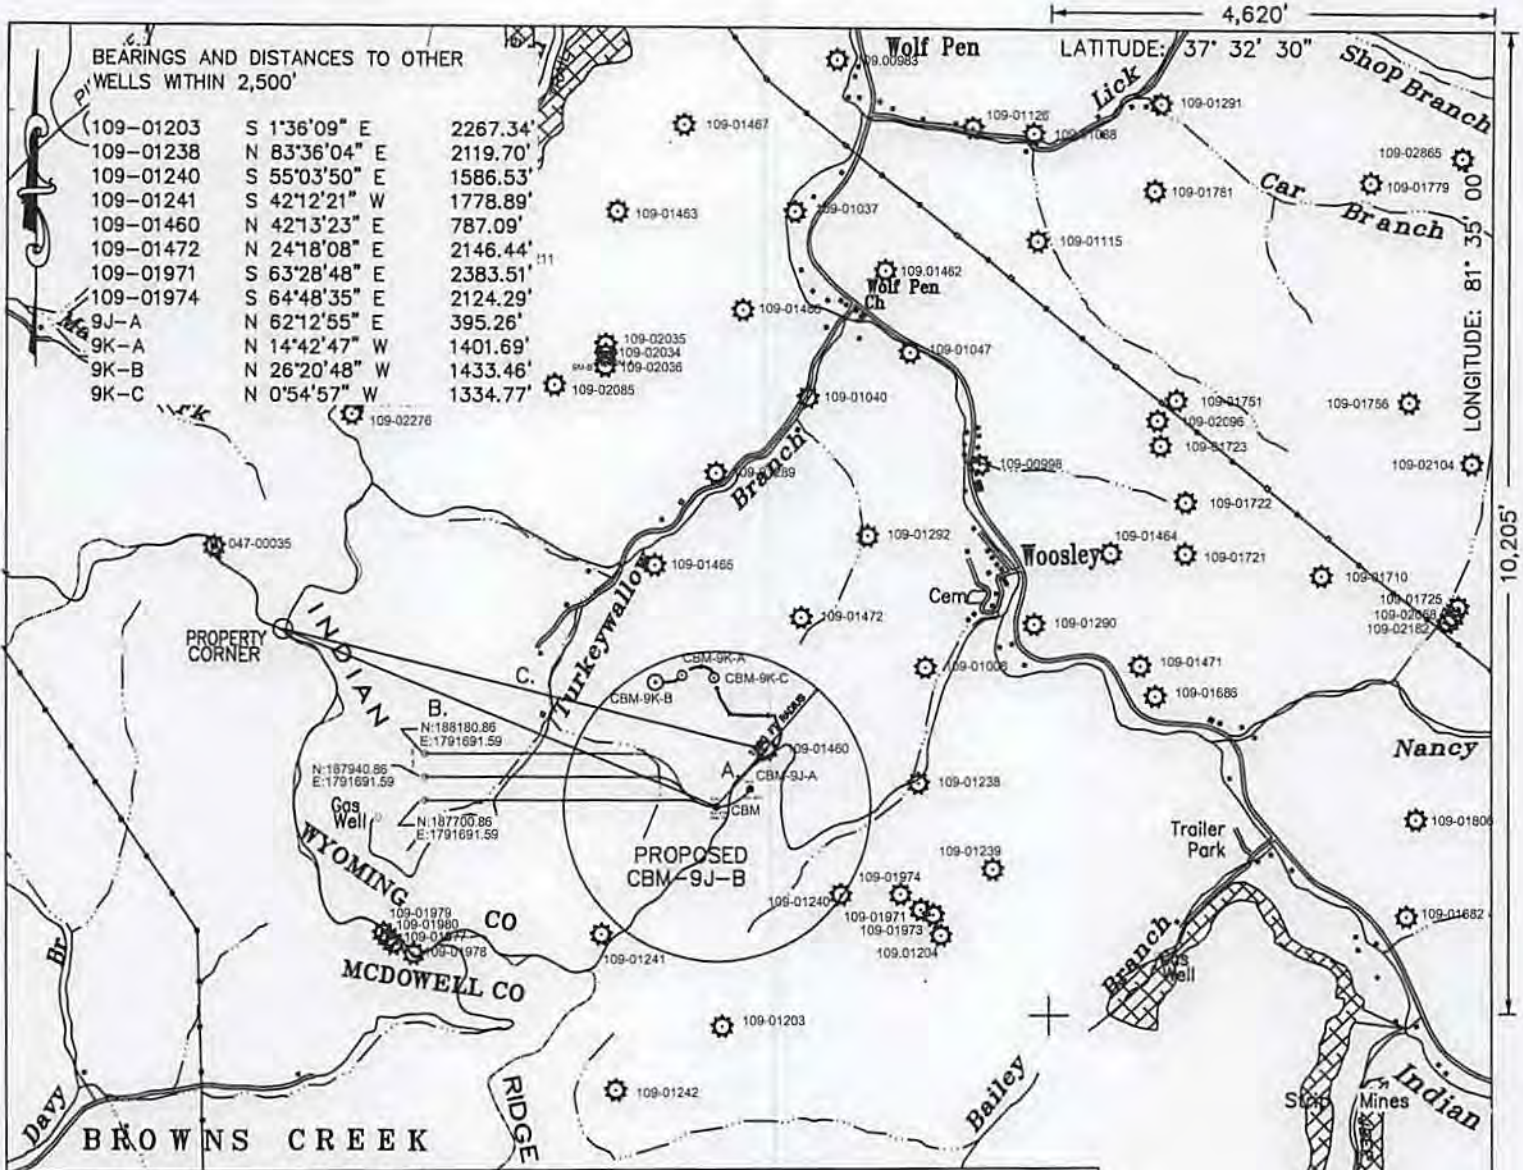 4,620'
BEARINGS AND DISTANCES TO OTHER
WELLS WITHIN 2,500'
109-01203 S 1°36'09" E 2267.34'
109-01238 N 83°36'04" E 2119.70'
109-01240 S 55°03'50" E 1586.53'
109-01241 S 42°12'21" W 1778.89'
109-01460 N 42°13'23" E 787.09'
109-01472 N 24°18'08" E 2146.44'
109-01971 S 63°28'48" E 2383.51'
109-01974 S 64°48'35" E 2124.29'
9J-A N 62°12'55" E 395.26'
9K-A N 14°42'47" W 1401.69'
9K-B N 26°20'48" W 1433.46'
9K-C N 0°54'57" W 1334.77'
LATITUDE: 37° 32' 30"
LONGITUDE: 81° 35' 00"
10,205'
Wolf Pen
109.00983
Lick
Shop Branch
109-01291
109-01126
109-01467
109-02865
109-01779
109-01781
Car
Branch
109-01463
109-01037
109-01115
109.01462
Wolf Pen
Ch
109-02035
109-02034
109-02036
109-02085
109-01047
109-01040
109-01751
109-02096
109-01723
109-01756
109-02276
109-00998
109-02104
Branch
109-01722
109-01292
109-01464
109-01721
Woosley
047-00035
109-01465
109-01710
109-01725
109-02182
Cem
109-01472
109-01290
PROPERTY
CORNER
INDIAN
Turkeywallow
C.
CBM-9K-A
CBM-9K-C
CBM-9K-B
109-01471
109-01686
B.
N:188180.86
E:1791691.59
N:187940.86
E:1791691.59
N:187700.86
E:1791691.59
Gas
Well
RADIUS
109-01460
A.
CBM-9J-A
CBM
PROPOSED
CBM-9J-B
109-01238
Nancy
109-01239
Trailer
Park
109-01806
WYOMING CO
109-01974
109-01240
109-01971
109-01973
109.01204
109-01979
109-01980
109-01977
109-01978
109-01241
109-01682
MCDOWELL CO
Branch
Gas
Well
Br
109-01203
109-01242
RIDGE
Bailey
Davy
BROWNS CREEK
Strip Mines
Indian